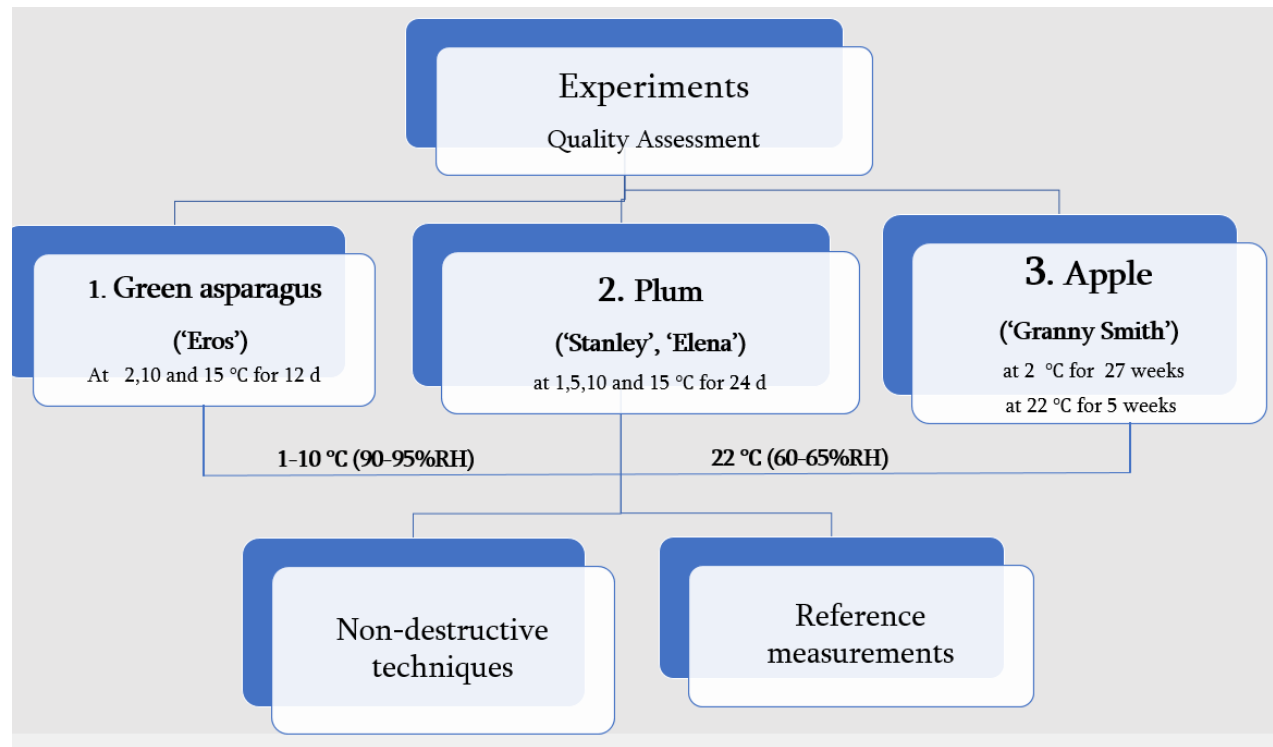 Experiments
Quality Assessment
1. Green asparagus
(‘Eros’)
At 2,10 and 15 °C for 12 d
2. Plum
(‘Stanley’, ‘Elena’)
at 1,5,10 and 15 °C for 24 d
3. Apple
(‘Granny Smith’)
at 2 °C for 27 weeks
at 22 °C for 5 weeks
1-10 °C (90-95%RH)
22 °C (60-65%RH)
Non-destructive
techniques
Reference
measurements